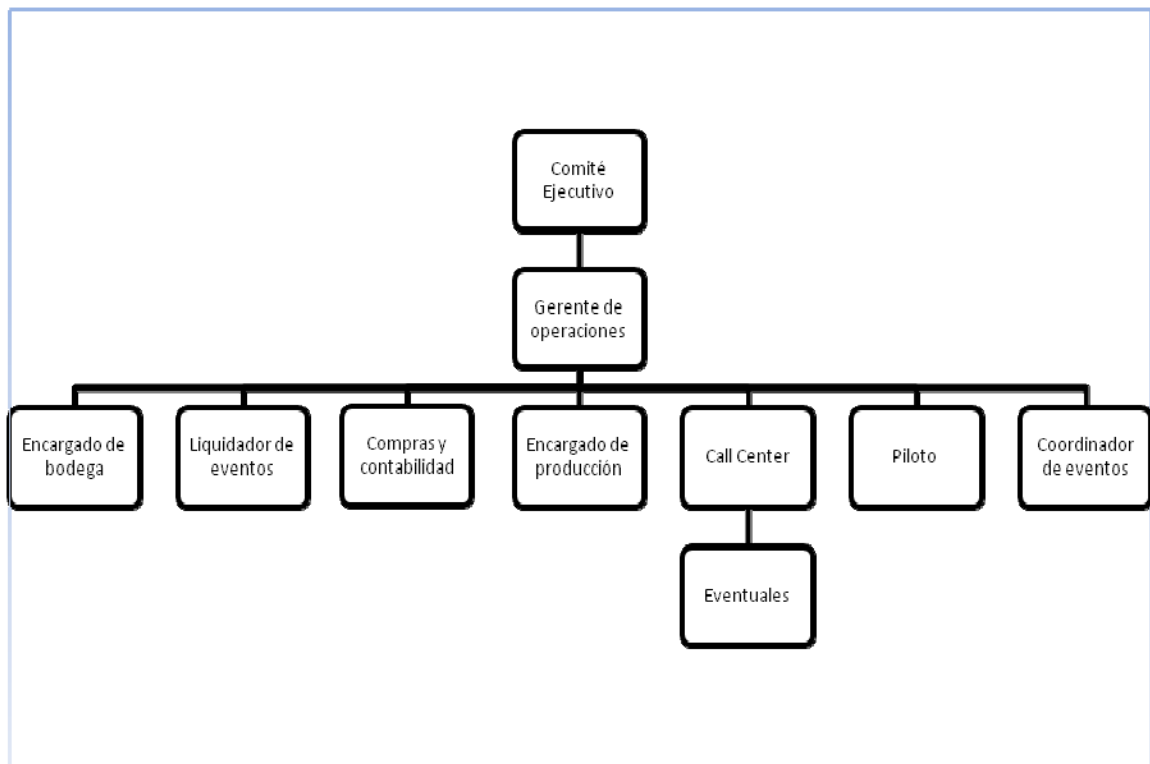 Comité
Ejecutivo
Gerente de
operaciones
Encargado de
bodega
Liquidador de
eventos
Compras y
contabilidad
Encargado de
producción
Call Center
Piloto
Coordinador
de eventos
Eventuales